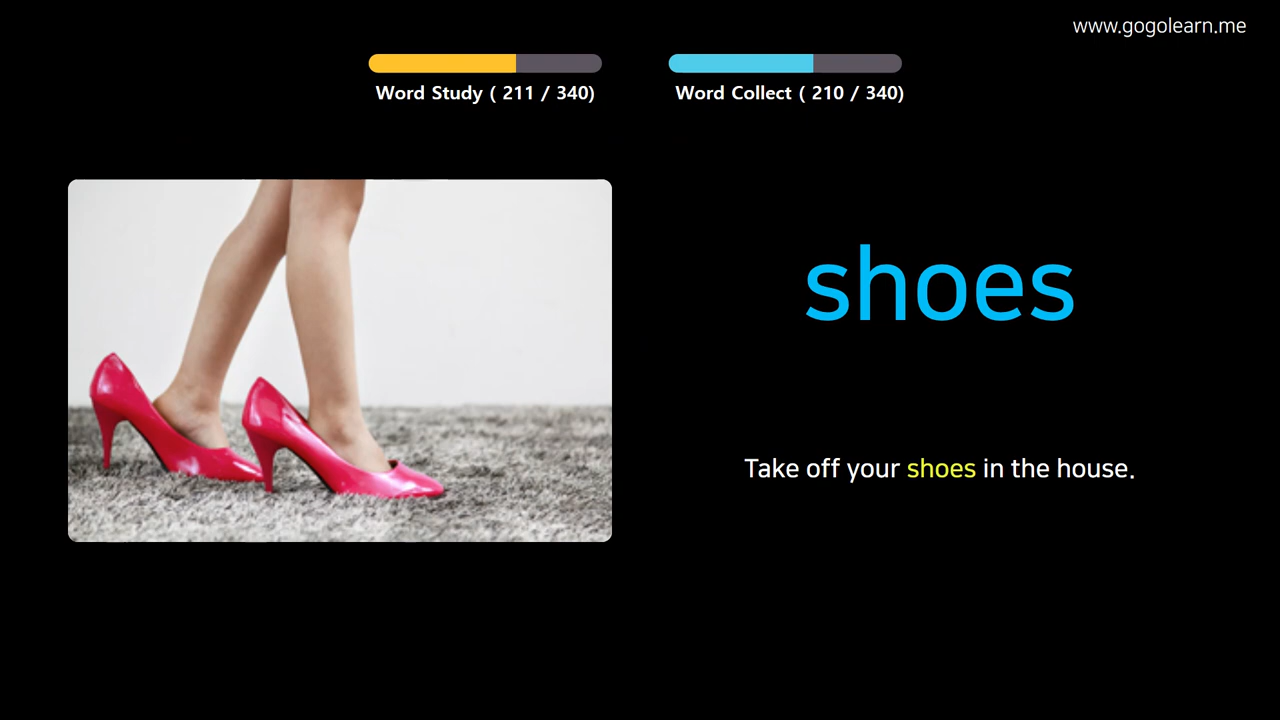 www.gogolearn.me
Word Study ( 211 / 340)
Word Collect ( 210 / 340)
shoes
Take off your shoes in the house.